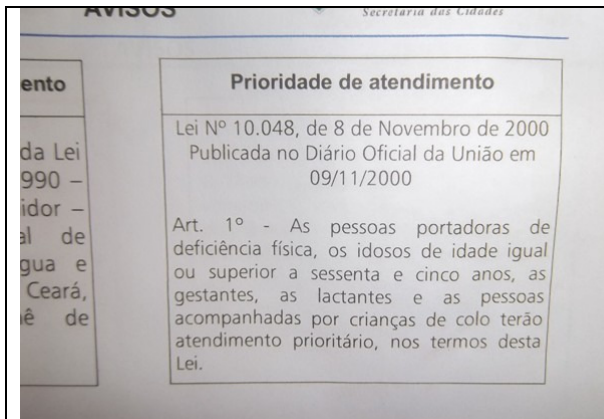 AVISOS
Secretaria das Cidades
ento
da Lei
990 –
idor –
al de
gua e
Ceará,
ê de
Prioridade de atendimento
Lei Nº 10.048, de 8 de Novembro de 2000
Publicada no Diário Oficial da União em
09/11/2000
Art. 1º - As pessoas portadoras de
deficiência física, os idosos de idade igual
ou superior a sessenta e cinco anos, as
gestantes, as lactantes e as pessoas
acompanhadas por crianças de colo terão
atendimento prioritário, nos termos desta
Lei.